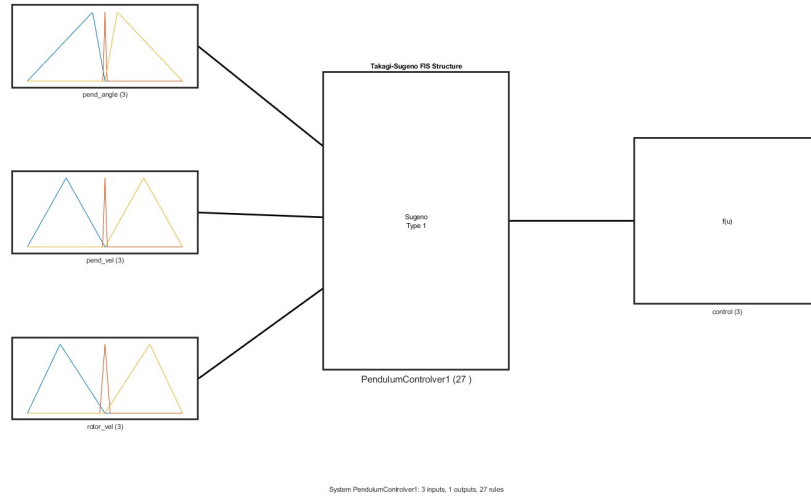 pend_angle (3)
Takagi-Sugeno FIS Structure
pend_vel (3)
Sugeno
Type 1
f(u)
control (3)
PendulumControlver1 (27 )
rotor_vel (3)
System PendulumControlver1: 3 inputs, 1 outputs, 27 rules